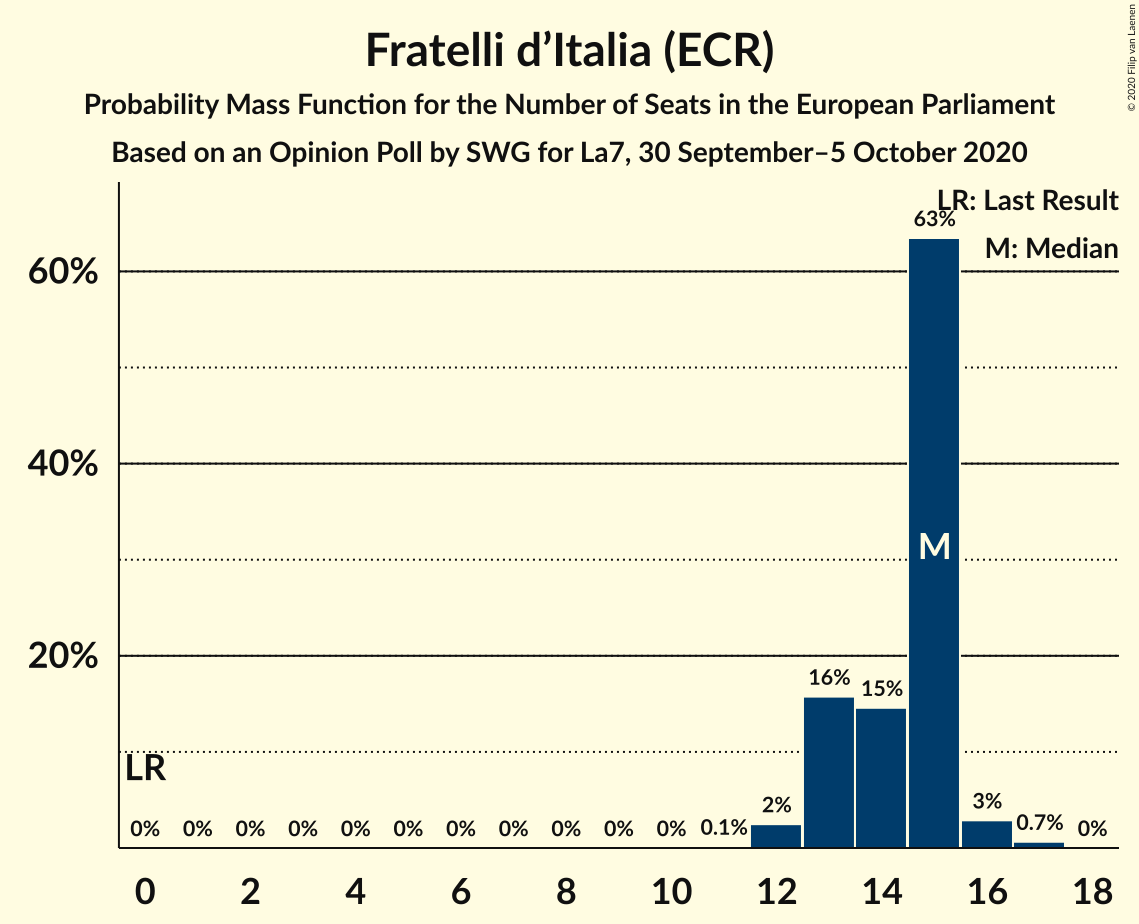 Fratelli d’Italia (ECR)
Probability Mass Function for the Number of Seats in the European Parliament
Based on an Opinion Poll by SWG for La7, 30 September–5 October 2020
© 2020 Filip van Laenen
LR: Last Result
M: Median
60%
40%
20%
63%
M
16%
15%
LR
0% 0% 0% 0% 0% 0% 0% 0% 0% 0% 0% 0.1% 2% 3% 0.7% 0%
0 2 4 6 8 10 12 14 16 18